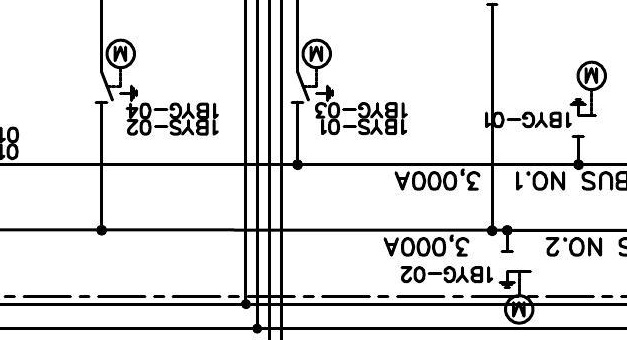 M
1BYG-02
S NO.2 3,000A
BUS NO.1 3,000A
1BYG-01
M
1BYS-01
1BYG-03
M
1BYS-02
1BYG-04
M
01
01